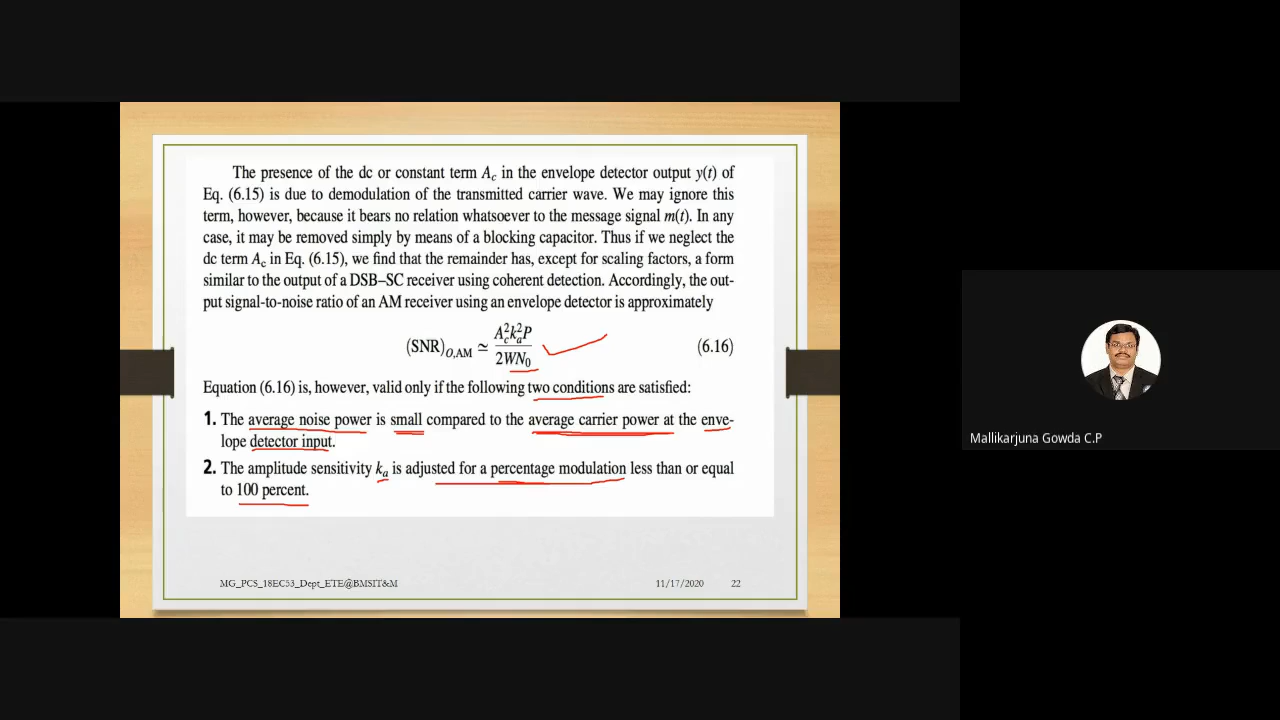 The presence of the dc or constant term A_c in the envelope detector output y(t) of
Eq. (6.15) is due to demodulation of the transmitted carrier wave. We may ignore this
term, however, because it bears no relation whatsoever to the message signal m(t). In any
case, it may be removed simply by means of a blocking capacitor. Thus if we neglect the
dc term A_c in Eq. (6.15), we find that the remainder has, except for scaling factors, a form
similar to the output of a DSB–SC receiver using coherent detection. Accordingly, the out-
put signal-to-noise ratio of an AM receiver using an envelope detector is approximately
(SNR)_{O,AM} ≃ A_c^2 k_a^2 P / 2WN_0 (6.16)
Equation (6.16) is, however, valid only if the following two conditions are satisfied:
1. The average noise power is small compared to the average carrier power at the enve-
lope detector input.
2. The amplitude sensitivity k_a is adjusted for a percentage modulation less than or equal
to 100 percent.
MG_PCS_18EC53_Dept_ETE@BMSIT&M 11/17/2020 22
Mallikarjuna Gowda C.P